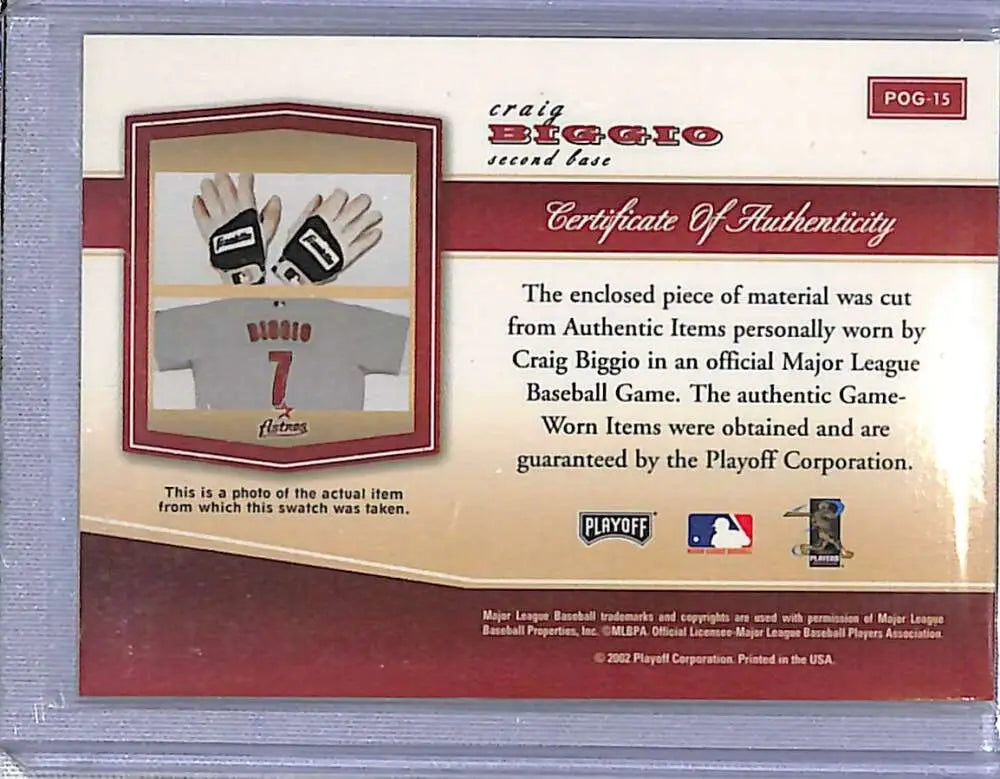 POG-15
craig
BIGGIO
second base
Certificate Of Authenticity
The enclosed piece of material was cut
from Authentic Items personally worn by
Craig Biggio in an official Major League
Baseball Game. The authentic Game-
Worn Items were obtained and are
guaranteed by the Playoff Corporation.
Franklin
Franklin
BIGGIO
7
Astros
This is a photo of the actual item
from which this swatch was taken.
PLAYOFF
PLAYERS
Major League Baseball trademarks and copyrights are used with permission of Major League
Baseball Properties, Inc. ©MLBPA. Official Licensee-Major League Baseball Players Association.
© 2002 Playoff Corporation. Printed in the USA.